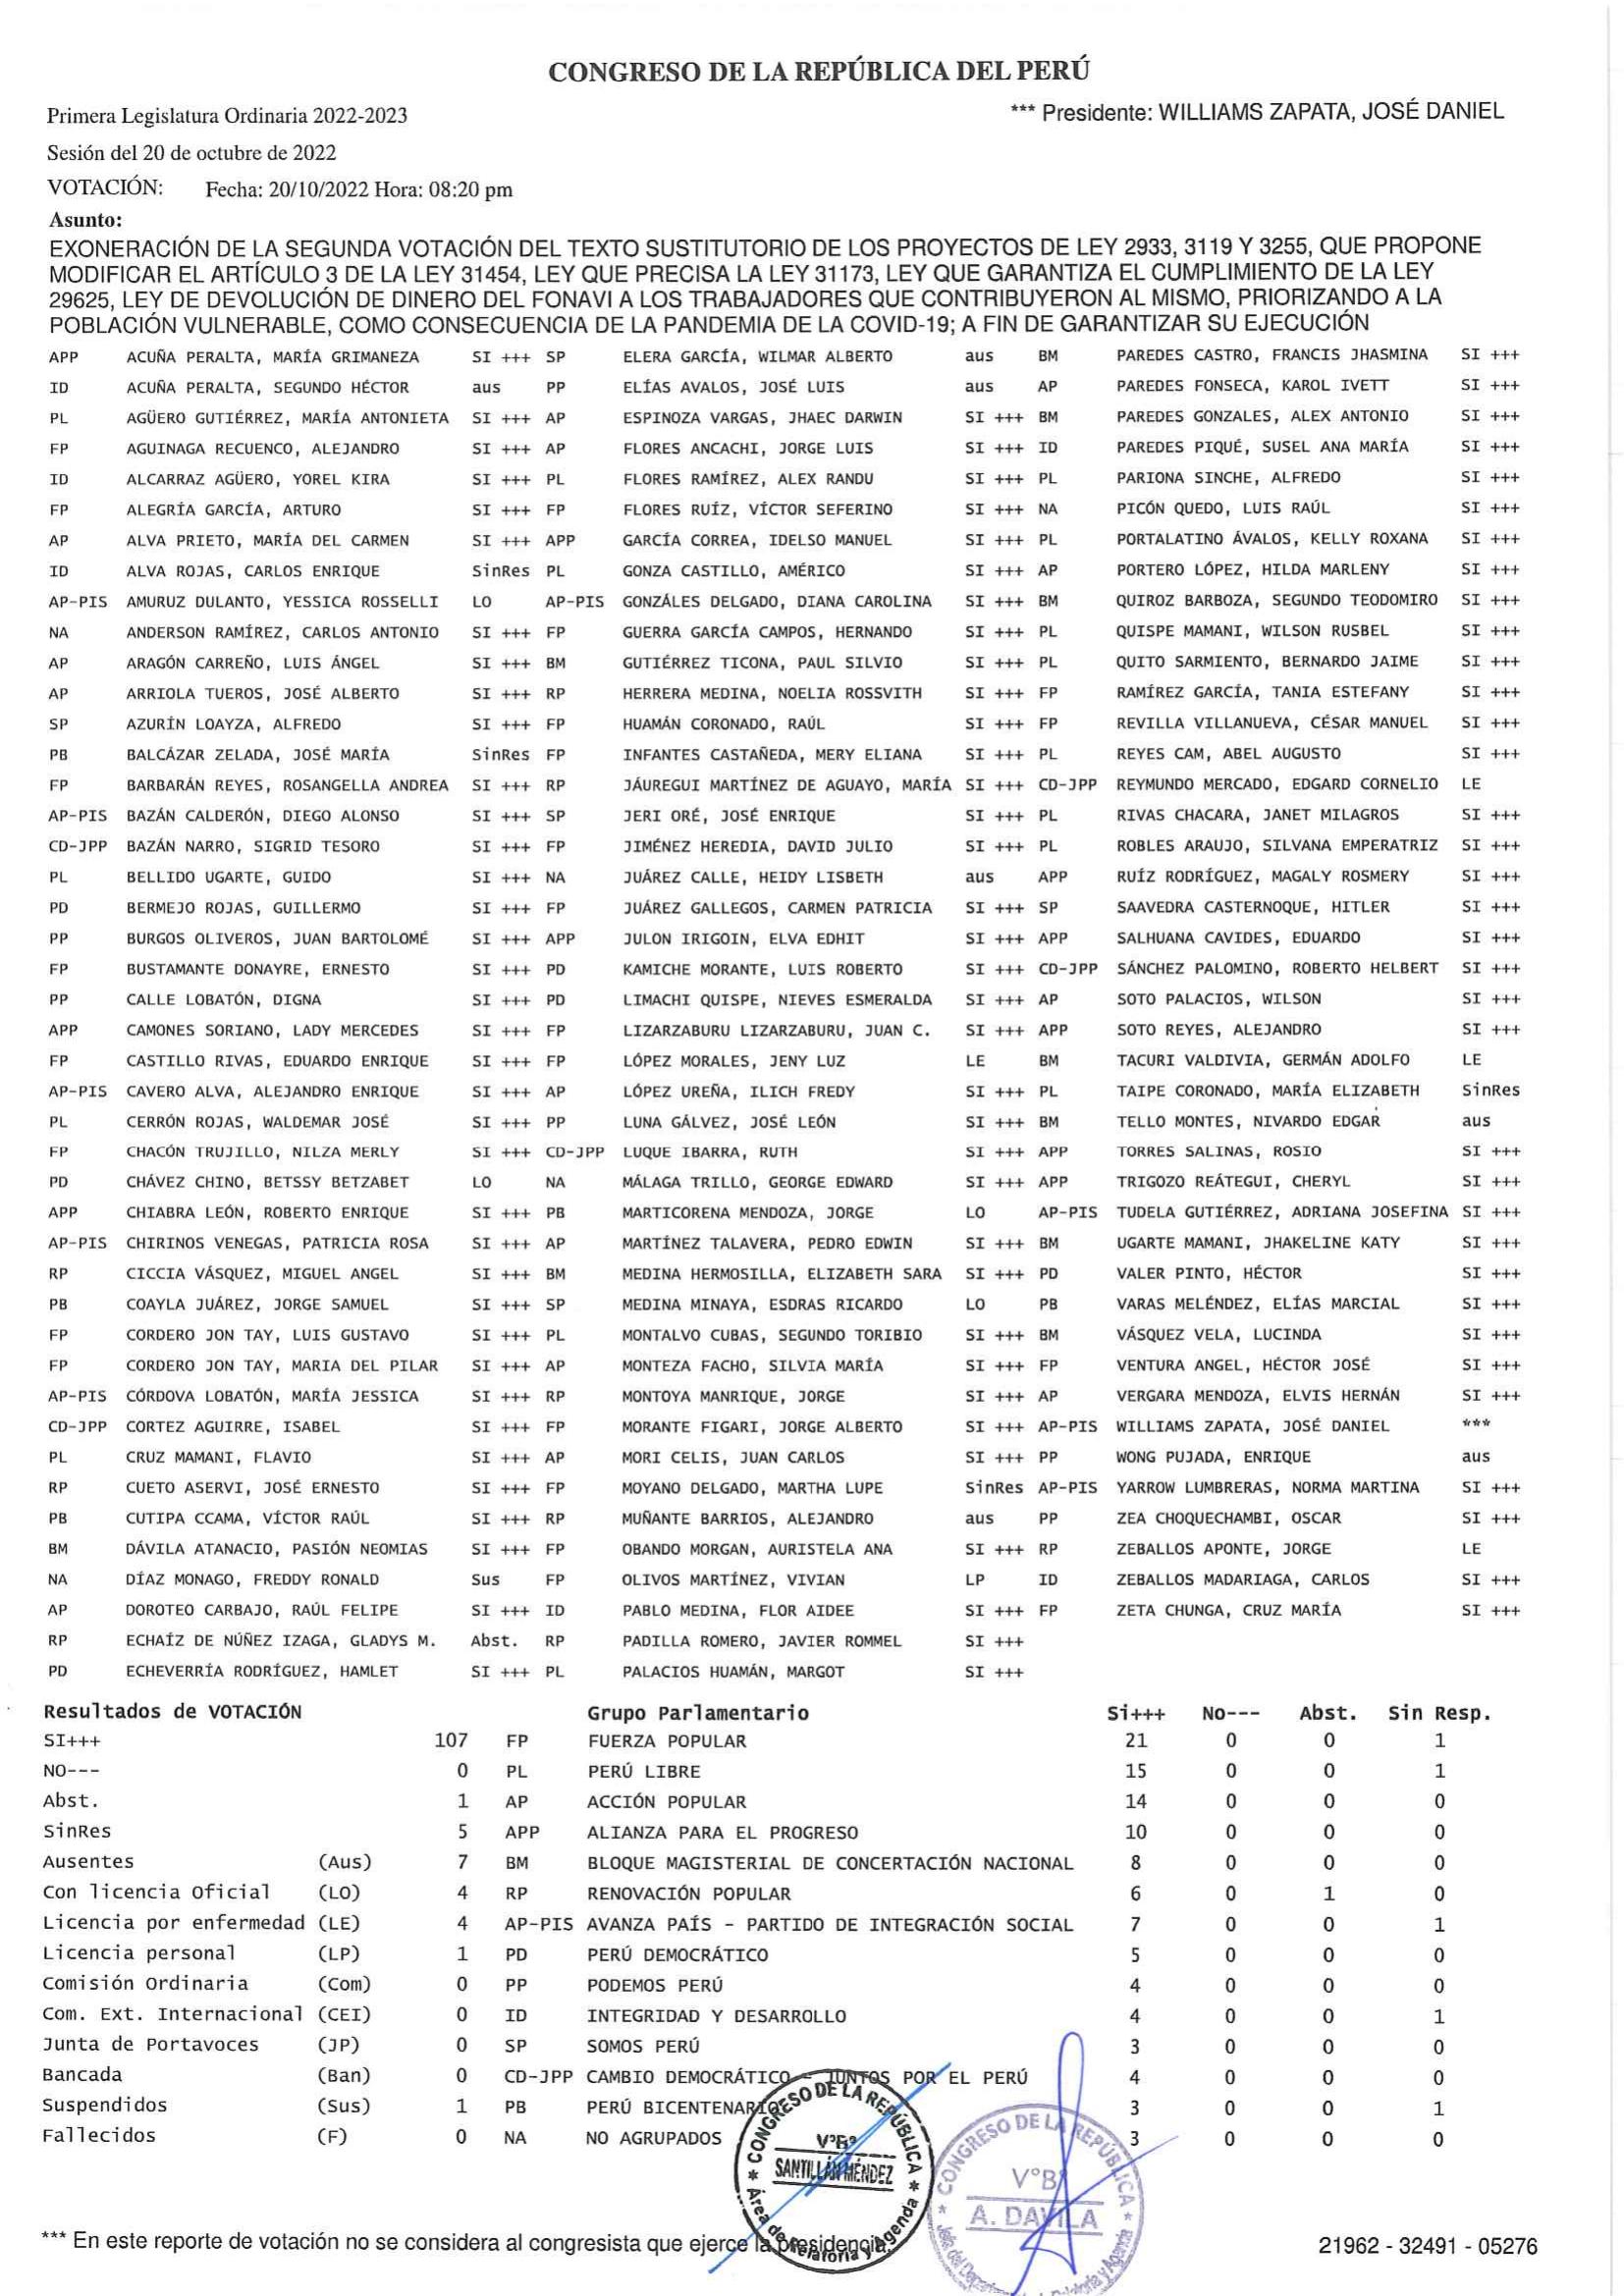 CONGRESO DE LA REPÚBLICA DEL PERÚ
Primera Legislatura Ordinaria 2022-2023 *** Presidente: WILLIAMS ZAPATA, JOSÉ DANIEL
Sesión del 20 de octubre de 2022
VOTACIÓN: Fecha: 20/10/2022 Hora: 08:20 pm
Asunto:
EXONERACIÓN DE LA SEGUNDA VOTACIÓN DEL TEXTO SUSTITUTORIO DE LOS PROYECTOS DE LEY 2933, 3119 Y 3255, QUE PROPONE
MODIFICAR EL ARTÍCULO 3 DE LA LEY 31454, LEY QUE PRECISA LA LEY 31173, LEY QUE GARANTIZA EL CUMPLIMIENTO DE LA LEY
29625, LEY DE DEVOLUCIÓN DE DINERO DEL FONAVI A LOS TRABAJADORES QUE CONTRIBUYERON AL MISMO, PRIORIZANDO A LA
POBLACIÓN VULNERABLE, COMO CONSECUENCIA DE LA PANDEMIA DE LA COVID-19; A FIN DE GARANTIZAR SU EJECUCIÓN
APP ACUÑA PERALTA, MARÍA GRIMANEZA SI +++ SP ELERA GARCÍA, WILMAR ALBERTO aus BM PAREDES CASTRO, FRANCIS JHASMINA SI +++
ID ACUÑA PERALTA, SEGUNDO HÉCTOR aus PP ELÍAS AVALOS, JOSÉ LUIS aus AP PAREDES FONSECA, KAROL IVETT SI +++
PL AGÜERO GUTIÉRREZ, MARÍA ANTONIETA SI +++ AP ESPINOZA VARGAS, JHAEC DARWIN SI +++ BM PAREDES GONZALES, ALEX ANTONIO SI +++
FP AGUINAGA RECUENCO, ALEJANDRO SI +++ AP FLORES ANCACHI, JORGE LUIS SI +++ ID PAREDES PIQUÉ, SUSEL ANA MARÍA SI +++
ID ALCARRAZ AGÜERO, YOREL KIRA SI +++ PL FLORES RAMÍREZ, ALEX RANDU SI +++ PL PARIONA SINCHE, ALFREDO SI +++
FP ALEGRÍA GARCÍA, ARTURO SI +++ FP FLORES RUÍZ, VÍCTOR SEFERINO SI +++ NA PICÓN QUEDO, LUIS RAÚL SI +++
AP ALVA PRIETO, MARÍA DEL CARMEN SI +++ APP GARCÍA CORREA, IDELSO MANUEL SI +++ PL PORTALATINO ÁVALOS, KELLY ROXANA SI +++
ID ALVA ROJAS, CARLOS ENRIQUE SinRes PL GONZA CASTILLO, AMÉRICO SI +++ AP PORTERO LÓPEZ, HILDA MARLENY SI +++
AP-PIS AMURUZ DULANTO, YESSICA ROSSELLI LO AP-PIS GONZÁLES DELGADO, DIANA CAROLINA SI +++ BM QUIROZ BARBOZA, SEGUNDO TEODOMIRO SI +++
NA ANDERSON RAMÍREZ, CARLOS ANTONIO SI +++ FP GUERRA GARCÍA CAMPOS, HERNANDO SI +++ PL QUISPE MAMANI, WILSON RUSBEL SI +++
AP ARAGÓN CARREÑO, LUIS ÁNGEL SI +++ BM GUTIÉRREZ TICONA, PAUL SILVIO SI +++ PL QUITO SARMIENTO, BERNARDO JAIME SI +++
AP ARRIOLA TUEROS, JOSÉ ALBERTO SI +++ RP HERRERA MEDINA, NOELIA ROSSVITH SI +++ FP RAMÍREZ GARCÍA, TANIA ESTEFANY SI +++
SP AZURÍN LOAYZA, ALFREDO SI +++ FP HUAMÁN CORONADO, RAÚL SI +++ FP REVILLA VILLANUEVA, CÉSAR MANUEL SI +++
PB BALCÁZAR ZELADA, JOSÉ MARÍA SinRes FP INFANTES CASTAÑEDA, MERY ELIANA SI +++ PL REYES CAM, ABEL AUGUSTO SI +++
FP BARBARÁN REYES, ROSANGELLA ANDREA SI +++ RP JÁUREGUI MARTÍNEZ DE AGUAYO, MARÍA SI +++ CD-JPP REYMUNDO MERCADO, EDGARD CORNELIO LE
AP-PIS BAZÁN CALDERÓN, DIEGO ALONSO SI +++ SP JERI ORÉ, JOSÉ ENRIQUE SI +++ PL RIVAS CHACARA, JANET MILAGROS SI +++
CD-JPP BAZÁN NARRO, SIGRID TESORO SI +++ FP JIMÉNEZ HEREDIA, DAVID JULIO SI +++ PL ROBLES ARAUJO, SILVANA EMPERATRIZ SI +++
PL BELLIDO UGARTE, GUIDO SI +++ NA JUÁREZ CALLE, HEIDY LISBETH aus APP RUÍZ RODRÍGUEZ, MAGALY ROSMERY SI +++
PD BERMEJO ROJAS, GUILLERMO SI +++ FP JUÁREZ GALLEGOS, CARMEN PATRICIA SI +++ SP SAAVEDRA CASTERNOQUE, HITLER SI +++
PP BURGOS OLIVEROS, JUAN BARTOLOMÉ SI +++ APP JULON IRIGOIN, ELVA EDHIT SI +++ APP SALHUANA CAVIDES, EDUARDO SI +++
FP BUSTAMANTE DONAYRE, ERNESTO SI +++ PD KAMICHE MORANTE, LUIS ROBERTO SI +++ CD-JPP SÁNCHEZ PALOMINO, ROBERTO HELBERT SI +++
PP CALLE LOBATÓN, DIGNA SI +++ PD LIMACHI QUISPE, NIEVES ESMERALDA SI +++ AP SOTO PALACIOS, WILSON SI +++
APP CAMONES SORIANO, LADY MERCEDES SI +++ FP LIZARZABURU LIZARZABURU, JUAN C. SI +++ APP SOTO REYES, ALEJANDRO SI +++
FP CASTILLO RIVAS, EDUARDO ENRIQUE SI +++ FP LÓPEZ MORALES, JENY LUZ LE BM TACURI VALDIVIA, GERMÁN ADOLFO LE
AP-PIS CAVERO ALVA, ALEJANDRO ENRIQUE SI +++ AP LÓPEZ UREÑA, ILICH FREDY SI +++ PL TAIPE CORONADO, MARÍA ELIZABETH SinRes
PL CERRÓN ROJAS, WALDEMAR JOSÉ SI +++ PP LUNA GÁLVEZ, JOSÉ LEÓN SI +++ BM TELLO MONTES, NIVARDO EDGAR aus
FP CHACÓN TRUJILLO, NILZA MERLY SI +++ CD-JPP LUQUE IBARRA, RUTH SI +++ APP TORRES SALINAS, ROSIO SI +++
PD CHÁVEZ CHINO, BETSSY BETZABET LO NA MÁLAGA TRILLO, GEORGE EDWARD SI +++ APP TRIGOZO REÁTEGUI, CHERYL SI +++
APP CHIABRA LEÓN, ROBERTO ENRIQUE SI +++ PB MARTICORENA MENDOZA, JORGE LO AP-PIS TUDELA GUTIÉRREZ, ADRIANA JOSEFINA SI +++
AP-PIS CHIRINOS VENEGAS, PATRICIA ROSA SI +++ AP MARTÍNEZ TALAVERA, PEDRO EDWIN SI +++ BM UGARTE MAMANI, JHAKELINE KATY SI +++
RP CICCIA VÁSQUEZ, MIGUEL ANGEL SI +++ BM MEDINA HERMOSILLA, ELIZABETH SARA SI +++ PD VALER PINTO, HÉCTOR SI +++
PB COAYLA JUÁREZ, JORGE SAMUEL SI +++ SP MEDINA MINAYA, ESDRAS RICARDO LO PB VARAS MELÉNDEZ, ELÍAS MARCIAL SI +++
FP CORDERO JON TAY, LUIS GUSTAVO SI +++ PL MONTALVO CUBAS, SEGUNDO TORIBIO SI +++ BM VÁSQUEZ VELA, LUCINDA SI +++
FP CORDERO JON TAY, MARIA DEL PILAR SI +++ AP MONTEZA FACHO, SILVIA MARÍA SI +++ FP VENTURA ANGEL, HÉCTOR JOSÉ SI +++
AP-PIS CÓRDOVA LOBATÓN, MARÍA JESSICA SI +++ RP MONTOYA MANRIQUE, JORGE SI +++ AP VERGARA MENDOZA, ELVIS HERNÁN SI +++
CD-JPP CORTEZ AGUIRRE, ISABEL SI +++ FP MORANTE FIGARI, JORGE ALBERTO SI +++ AP-PIS WILLIAMS ZAPATA, JOSÉ DANIEL ***
PL CRUZ MAMANI, FLAVIO SI +++ AP MORI CELIS, JUAN CARLOS SI +++ PP WONG PUJADA, ENRIQUE aus
RP CUETO ASERVI, JOSÉ ERNESTO SI +++ FP MOYANO DELGADO, MARTHA LUPE SinRes AP-PIS YARROW LUMBRERAS, NORMA MARTINA SI +++
PB CUTIPA CCAMA, VÍCTOR RAÚL SI +++ RP MUÑANTE BARRIOS, ALEJANDRO aus PP ZEA CHOQUECHAMBI, OSCAR SI +++
BM DÁVILA ATANACIO, PASIÓN NEOMIAS SI +++ FP OBANDO MORGAN, AURISTELA ANA SI +++ RP ZEBALLOS APONTE, JORGE LE
NA DÍAZ MONAGO, FREDDY RONALD Sus FP OLIVOS MARTÍNEZ, VIVIAN LP ID ZEBALLOS MADARIAGA, CARLOS SI +++
AP DOROTEO CARBAJO, RAÚL FELIPE SI +++ ID PABLO MEDINA, FLOR AIDEE SI +++ FP ZETA CHUNGA, CRUZ MARÍA SI +++
RP ECHAÍZ DE NÚÑEZ IZAGA, GLADYS M. Abst. RP PADILLA ROMERO, JAVIER ROMMEL SI +++
PD ECHEVERRÍA RODRÍGUEZ, HAMLET SI +++ PL PALACIOS HUAMÁN, MARGOT SI +++
Resultados de VOTACIÓN Grupo Parlamentario Si+++ No--- Abst. Sin Resp.
SI+++ 107 FP FUERZA POPULAR 21 0 0 1
NO--- 0 PL PERÚ LIBRE 15 0 0 1
Abst. 1 AP ACCIÓN POPULAR 14 0 0 0
SinRes 5 APP ALIANZA PARA EL PROGRESO 10 0 0 0
Ausentes (Aus) 7 BM BLOQUE MAGISTERIAL DE CONCERTACIÓN NACIONAL 8 0 0 0
Con licencia Oficial (LO) 4 RP RENOVACIÓN POPULAR 6 0 1 0
Licencia por enfermedad (LE) 4 AP-PIS AVANZA PAÍS - PARTIDO DE INTEGRACIÓN SOCIAL 7 0 0 1
Licencia personal (LP) 1 PD PERÚ DEMOCRÁTICO 5 0 0 0
Comisión Ordinaria (Com) 0 PP PODEMOS PERÚ 4 0 0 0
Com. Ext. Internacional (CEI) 0 ID INTEGRIDAD Y DESARROLLO 4 0 0 1
Junta de Portavoces (JP) 0 SP SOMOS PERÚ 3 0 0 0
Bancada (Ban) 0 CD-JPP CAMBIO DEMOCRÁTICO - JUNTOS POR EL PERÚ 4 0 0 0
Suspendidos (Sus) 1 PB PERÚ BICENTENARIO 3 0 0 1
Fallecidos (F) 0 NA NO AGRUPADOS 3 0 0 0
* CONGRESO DE LA REPÚBLICA *
V°B°
SANTILLÁN MÉNDEZ
Área de Relatoría y Agenda
* CONGRESO DE LA REPÚBLICA *
V°B°
A. DAVILA
*** En este reporte de votación no se considera al congresista que ejerce la presidencia. 21962 - 32491 - 05276